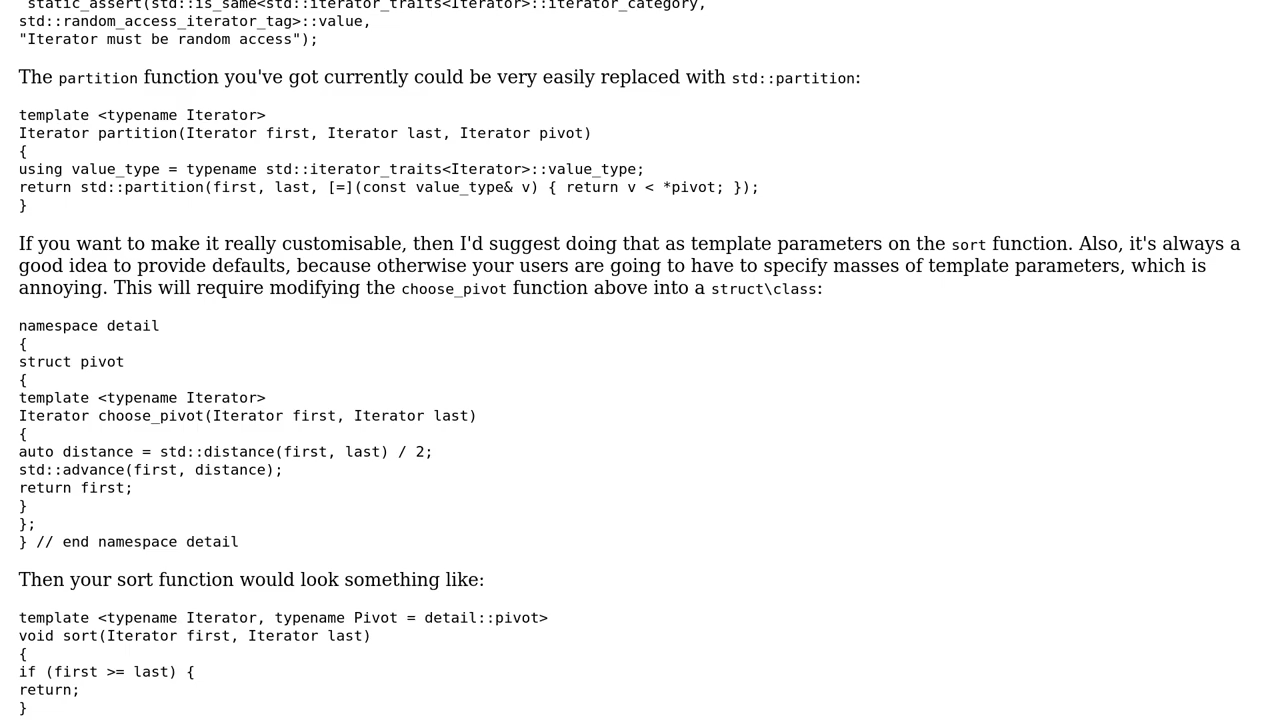 static_assert(std::is_same<std::iterator_traits<Iterator>::iterator_category,
std::random_access_iterator_tag>::value,
"Iterator must be random access");
The partition function you've got currently could be very easily replaced with std::partition:
template <typename Iterator>
Iterator partition(Iterator first, Iterator last, Iterator pivot)
{
using value_type = typename std::iterator_traits<Iterator>::value_type;
return std::partition(first, last, [=](const value_type& v) { return v < *pivot; });
}
If you want to make it really customisable, then I'd suggest doing that as template parameters on the sort function. Also, it's always a
good idea to provide defaults, because otherwise your users are going to have to specify masses of template parameters, which is
annoying. This will require modifying the choose_pivot function above into a struct\class:
namespace detail
{
struct pivot
{
template <typename Iterator>
Iterator choose_pivot(Iterator first, Iterator last)
{
auto distance = std::distance(first, last) / 2;
std::advance(first, distance);
return first;
}
};
} // end namespace detail
Then your sort function would look something like:
template <typename Iterator, typename Pivot = detail::pivot>
void sort(Iterator first, Iterator last)
{
if (first >= last) {
return;
}